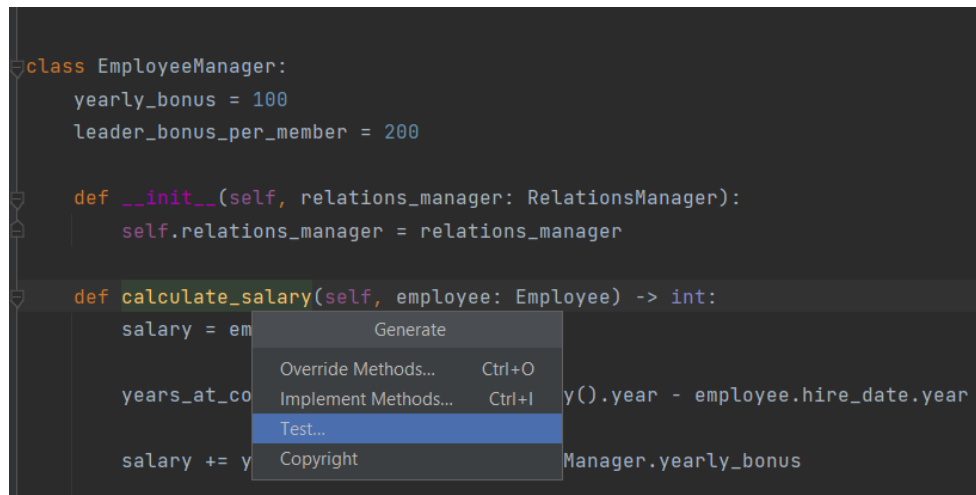 class EmployeeManager:
yearly_bonus = 100
leader_bonus_per_member = 200
def __init__(self, relations_manager: RelationsManager):
self.relations_manager = relations_manager
def calculate_salary(self, employee: Employee) -> int:
salary = em
Generate
Override Methods... Ctrl+O
years_at_co
Implement Methods... Ctrl+I
y().year - employee.hire_date.year
Test...
salary += y
Copyright
Manager.yearly_bonus